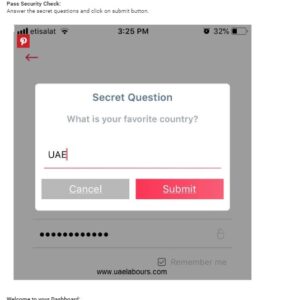 Pass Security Check:
Answer the secret questions and click on submit button.
etisalat 3:25 PM 32%
Secret Question
What is your favorite country?
UAE
Cancel Submit
••••••••••••
Remember me
www.uaelabours.com
Welcome to your Dashboard: